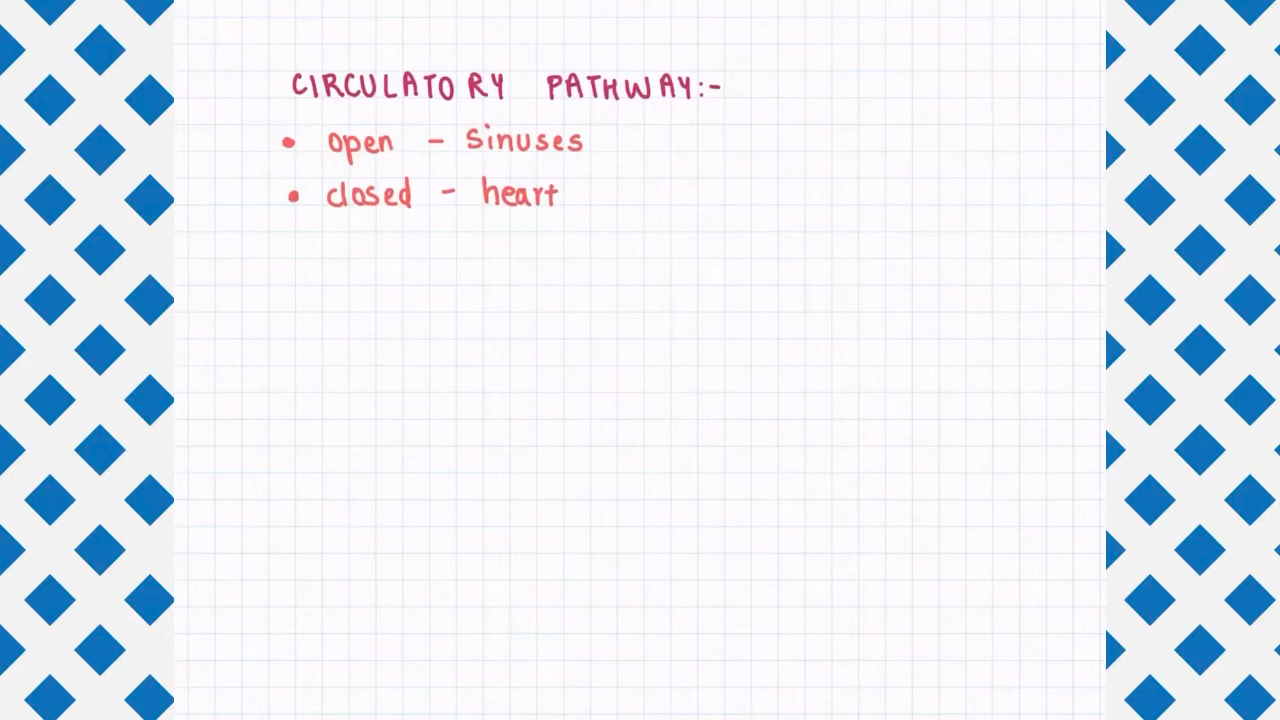 CIRCULATORY PATHWAY:-
• open - Sinuses
• closed - heart